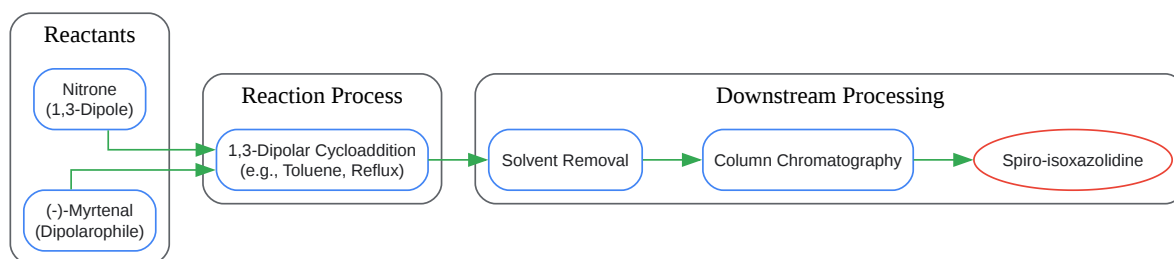 Reactants
Nitrone
(1,3-Dipole)
(-)-Myrtenal
(Dipolarophile)
Reaction Process
1,3-Dipolar Cycloaddition
(e.g., Toluene, Reflux)
Downstream Processing
Solvent Removal
Column Chromatography
Spiro-isoxazolidine